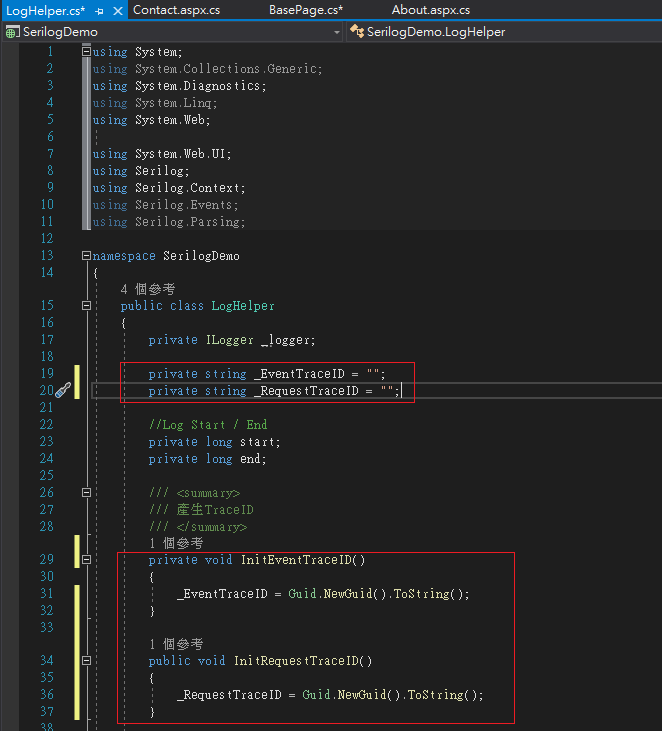 LogHelper.cs*
Contact.aspx.cs
BasePage.cs*
About.aspx.cs
SerilogDemo
SerilogDemo.LogHelper
1 using System;
2 using System.Collections.Generic;
3 using System.Diagnostics;
4 using System.Linq;
5 using System.Web;
6
7 using System.Web.UI;
8 using Serilog;
9 using Serilog.Context;
10 using Serilog.Events;
11 using Serilog.Parsing;
12
13 namespace SerilogDemo
14 {
4 個參考
15 public class LogHelper
16 {
17 private ILogger _logger;
18
19 private string _EventTraceID = "";
20 private string _RequestTraceID = "";
21
22 //Log Start / End
23 private long start;
24 private long end;
25
26 /// <summary>
27 /// 產生TraceID
28 /// </summary>
1 個參考
29 private void InitEventTraceID()
30 {
31 _EventTraceID = Guid.NewGuid().ToString();
32 }
33
1 個參考
34 public void InitRequestTraceID()
35 {
36 _RequestTraceID = Guid.NewGuid().ToString();
37 }
38